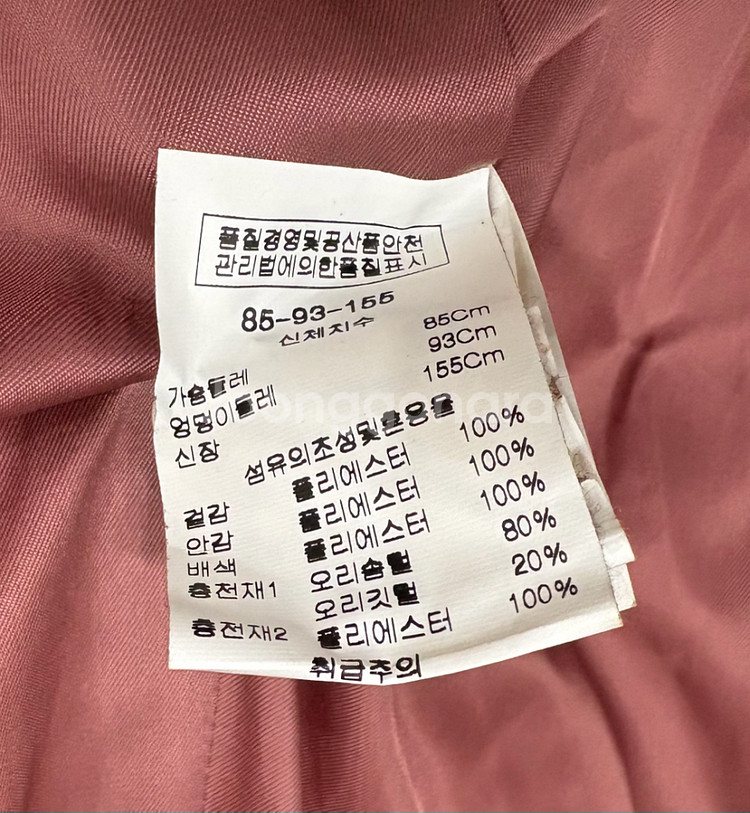 품질경영및공산품안전
관리법에의한품질표시
85-93-155
신체치수
가슴둘레 85Cm
엉덩이둘레 93Cm
신장 155Cm
섬유의조성및혼용율
겉감 폴리에스터 100%
안감 폴리에스터 100%
배색 폴리에스터 100%
충전재1 오리솜털 80%
오리깃털 20%
충전재2 폴리에스터 100%
취급주의